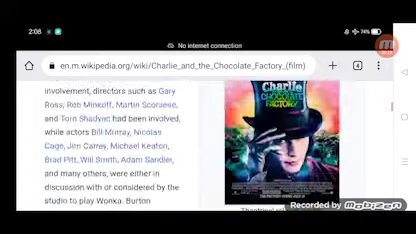 2:08
74%
No internet connection
en.m.wikipedia.org/wiki/Charlie_and_the_Chocolate_Factory_(film)
4
involvement, directors such as Gary
Ross, Rob Minkoff, Martin Scorsese,
and Tom Shadyac had been involved,
while actors Bill Murray, Nicolas
Cage, Jim Carrey, Michael Keaton,
Brad Pitt, Will Smith, Adam Sandler,
and many others, were either in
discussion with or considered by the
studio to play Wonka. Burton
Charlie
CHOCOLATE
FACTORY
Recorded by Mobizen